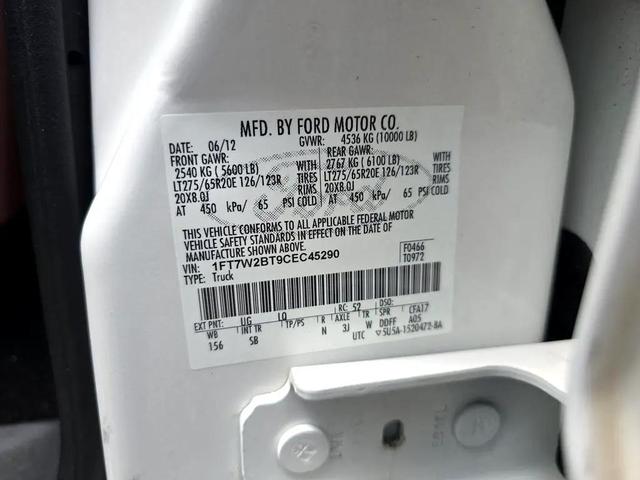 MFD. BY FORD MOTOR CO.
DATE: 06/12 GVWR: 4536 KG (10000 LB)
FRONT GAWR: REAR GAWR:
2540 KG ( 5600 LB) WITH 2767 KG ( 6100 LB) WITH
LT275/65R20E 126/123R TIRES LT275/65R20E 126/123R TIRES
20X8.0J RIMS 20X8.0J RIMS
AT 450 kPa/ 65 PSI COLD AT 450 kPa/ 65 PSI COLD
THIS VEHICLE CONFORMS TO ALL APPLICABLE FEDERAL MOTOR
VEHICLE SAFETY STANDARDS IN EFFECT ON THE DATE OF
MANUFACTURE SHOWN ABOVE.
VIN: 1FT7W2BT9CEC45290 F0466
TYPE: Truck T0972
EXT PNT: UG UQ RC: 52 DSO:
WB INT TR TP/PS R AXLE TR SPR CFA17
156 SB N 3J W DDFF A05
UTC ▽5U5A-1520472-BA